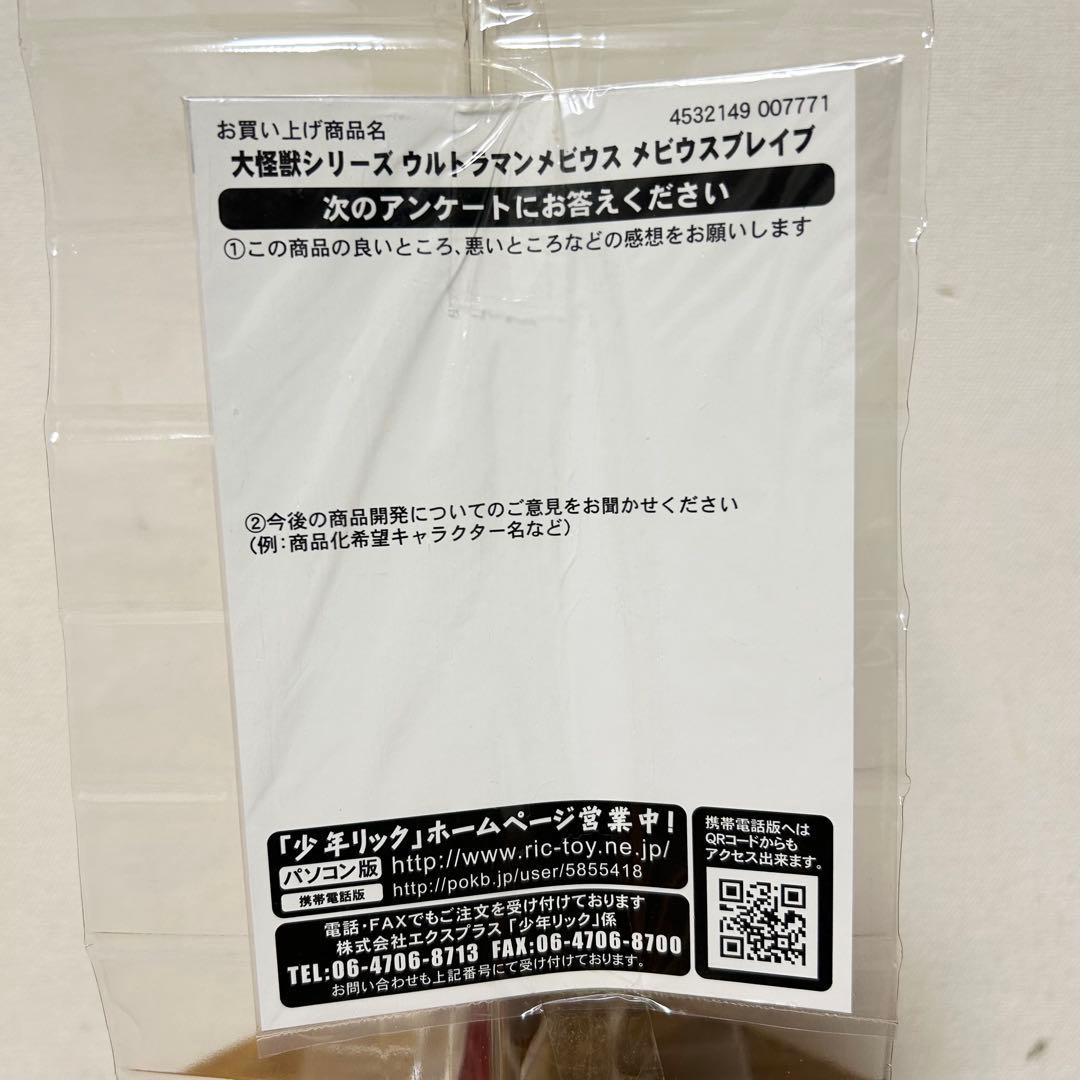 4532149 007771
お買い上げ商品名
大怪獣シリーズ ウルトラマンメビウス メビウスブレイブ
次のアンケートにお答えください
①この商品の良いところ、悪いところなどの感想をお願いします
②今後の商品開発についてのご意見をお聞かせください
（例：商品化希望キャラクター名など）
「少年リック」ホームページ営業中！
パソコン版 http://www.ric-toy.ne.jp/
携帯電話版 http://pokb.jp/user/5855418
電話・FAXでもご注文を受け付けております
株式会社エクスプラス「少年リック」係
TEL:06-4706-8713 FAX:06-4706-8700
お問い合わせも上記番号にて受け付けております。
携帯電話版へは
QRコードからも
アクセス出来ます。